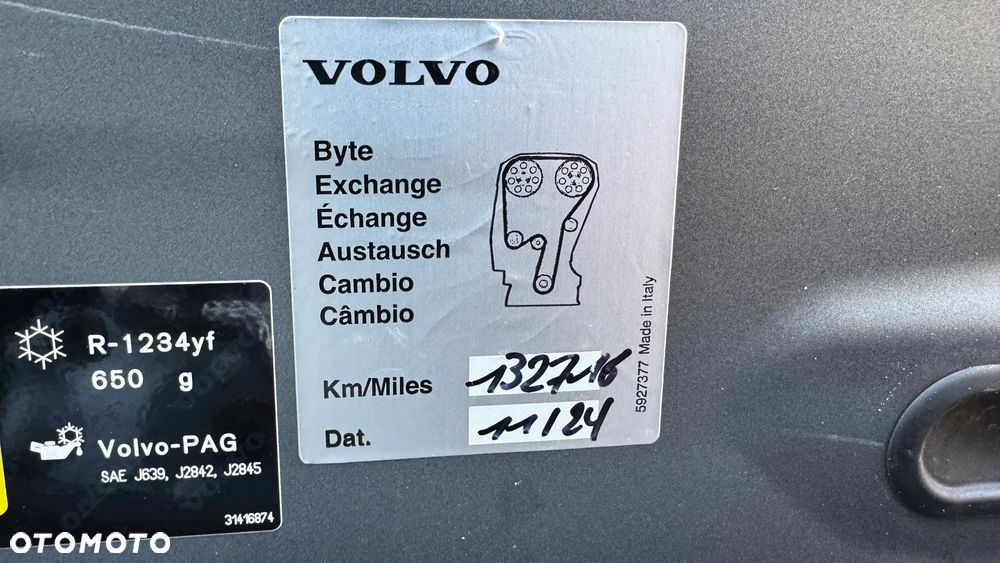 VOLVO
Byte
Exchange
Échange
Austausch
Cambio
Câmbio
Km/Miles 132716
Dat. 11/24
5927377 Made in Italy
R-1234yf
650 g
Volvo-PAG
SAE J639, J2842, J2845
31416874
OTOMOTO